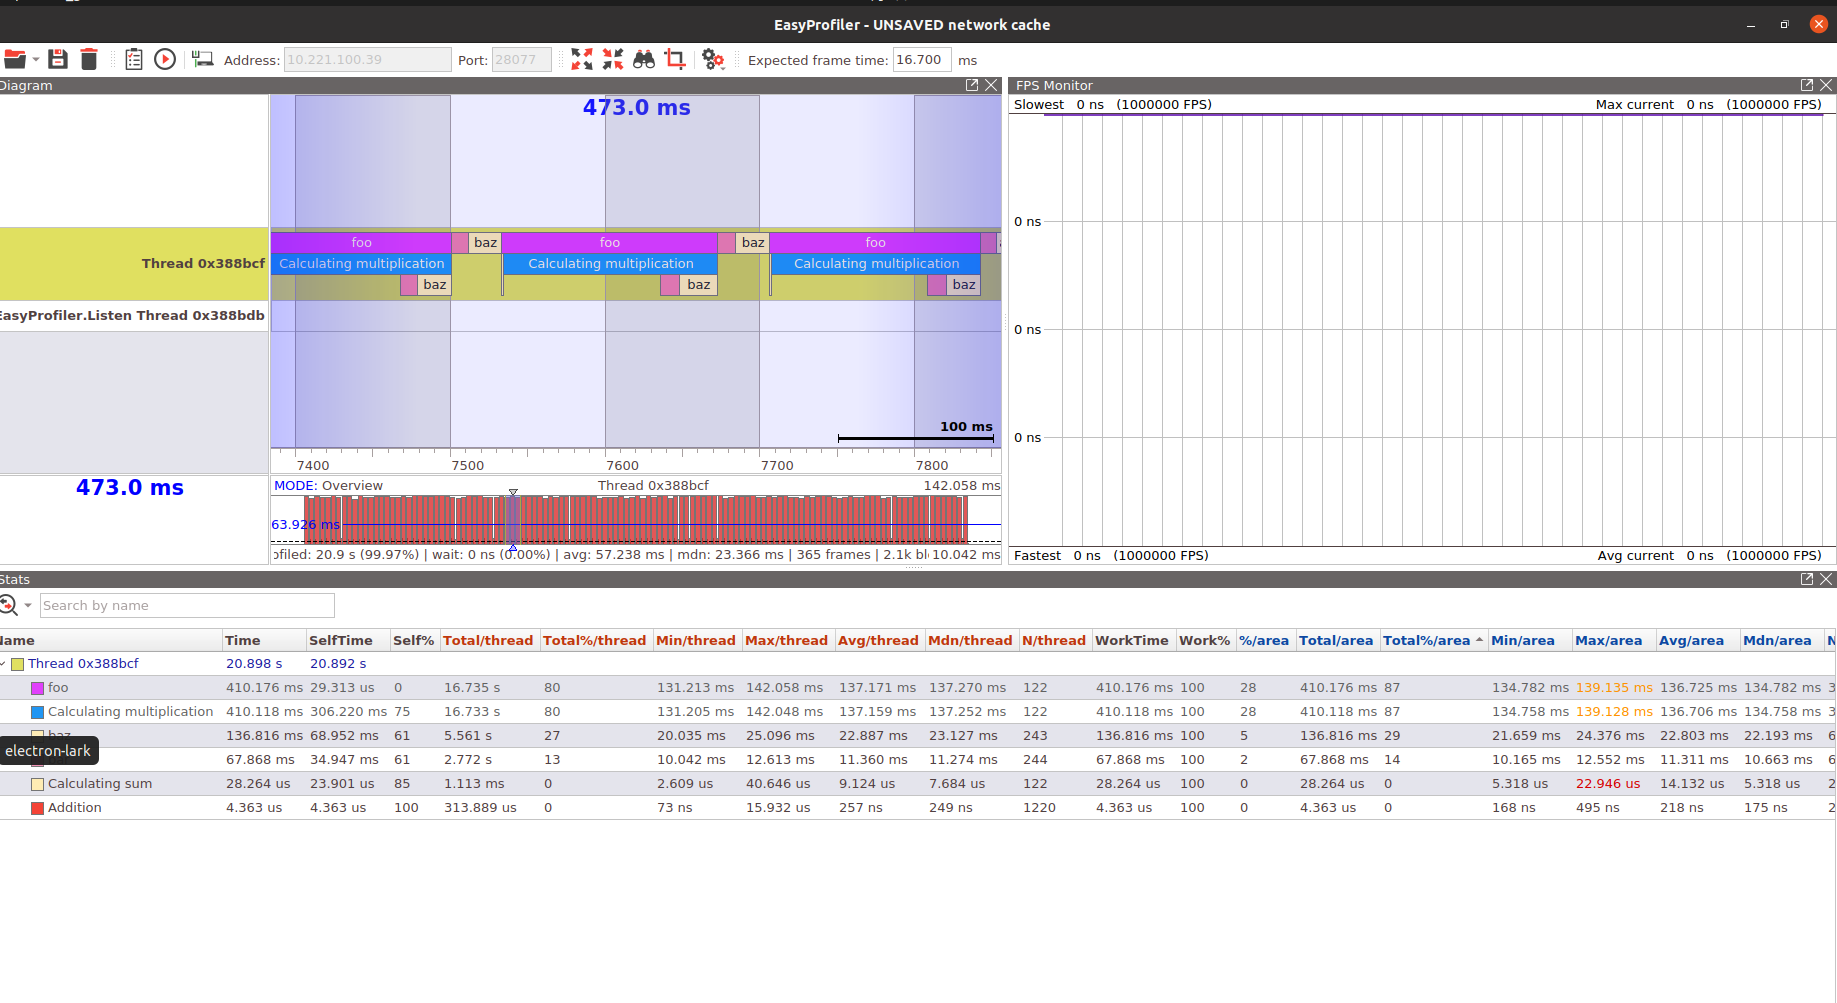 EasyProfiler - UNSAVED network cache
Address: 10.221.100.39 Port: 28077 Expected frame time: 16.700 ms
Diagram
473.0 ms
foo baz foo baz foo
Thread 0x388bcf
Calculating multiplication Calculating multiplication Calculating multiplication
baz baz baz
EasyProfiler.Listen Thread 0x388bdb
100 ms
7400 7500 7600 7700 7800
473.0 ms
MODE: Overview Thread 0x388bcf 142.058 ms
63.926 ms
ofiled: 20.9 s (99.97%) | wait: 0 ns (0.00%) | avg: 57.238 ms | mdn: 23.366 ms | 365 frames | 2.1k bl 10.042 ms
FPS Monitor
Slowest 0 ns (1000000 FPS) Max current 0 ns (1000000 FPS)
0 ns
0 ns
0 ns
Fastest 0 ns (1000000 FPS) Avg current 0 ns (1000000 FPS)
Stats
Search by name
Name Time SelfTime Self% Total/thread Total%/thread Min/thread Max/thread Avg/thread Mdn/thread N/thread WorkTime Work% %/area Total/area Total%/area Min/area Max/area Avg/area Mdn/area N
Thread 0x388bcf 20.898 s 20.892 s
foo 410.176 ms 29.313 us 0 16.735 s 80 131.213 ms 142.058 ms 137.171 ms 137.270 ms 122 410.176 ms 100 28 410.176 ms 87 134.782 ms 139.135 ms 136.725 ms 134.782 ms 3
Calculating multiplication 410.118 ms 306.220 ms 75 16.733 s 80 131.205 ms 142.048 ms 137.159 ms 137.252 ms 122 410.118 ms 100 28 410.118 ms 87 134.758 ms 139.128 ms 136.706 ms 134.758 ms 3
baz 136.816 ms 68.952 ms 61 5.561 s 27 20.035 ms 25.096 ms 22.887 ms 23.127 ms 243 136.816 ms 100 5 136.816 ms 29 21.659 ms 24.376 ms 22.803 ms 22.193 ms 6
electron-lark
67.868 ms 34.947 ms 61 2.772 s 13 10.042 ms 12.613 ms 11.360 ms 11.274 ms 244 67.868 ms 100 2 67.868 ms 14 10.165 ms 12.552 ms 11.311 ms 10.663 ms 6
Calculating sum 28.264 us 23.901 us 85 1.113 ms 0 2.609 us 40.646 us 9.124 us 7.684 us 122 28.264 us 100 0 28.264 us 0 5.318 us 22.946 us 14.132 us 5.318 us 2
Addition 4.363 us 4.363 us 100 313.889 us 0 73 ns 15.932 us 257 ns 249 ns 1220 4.363 us 100 0 4.363 us 0 168 ns 495 ns 218 ns 175 ns 2